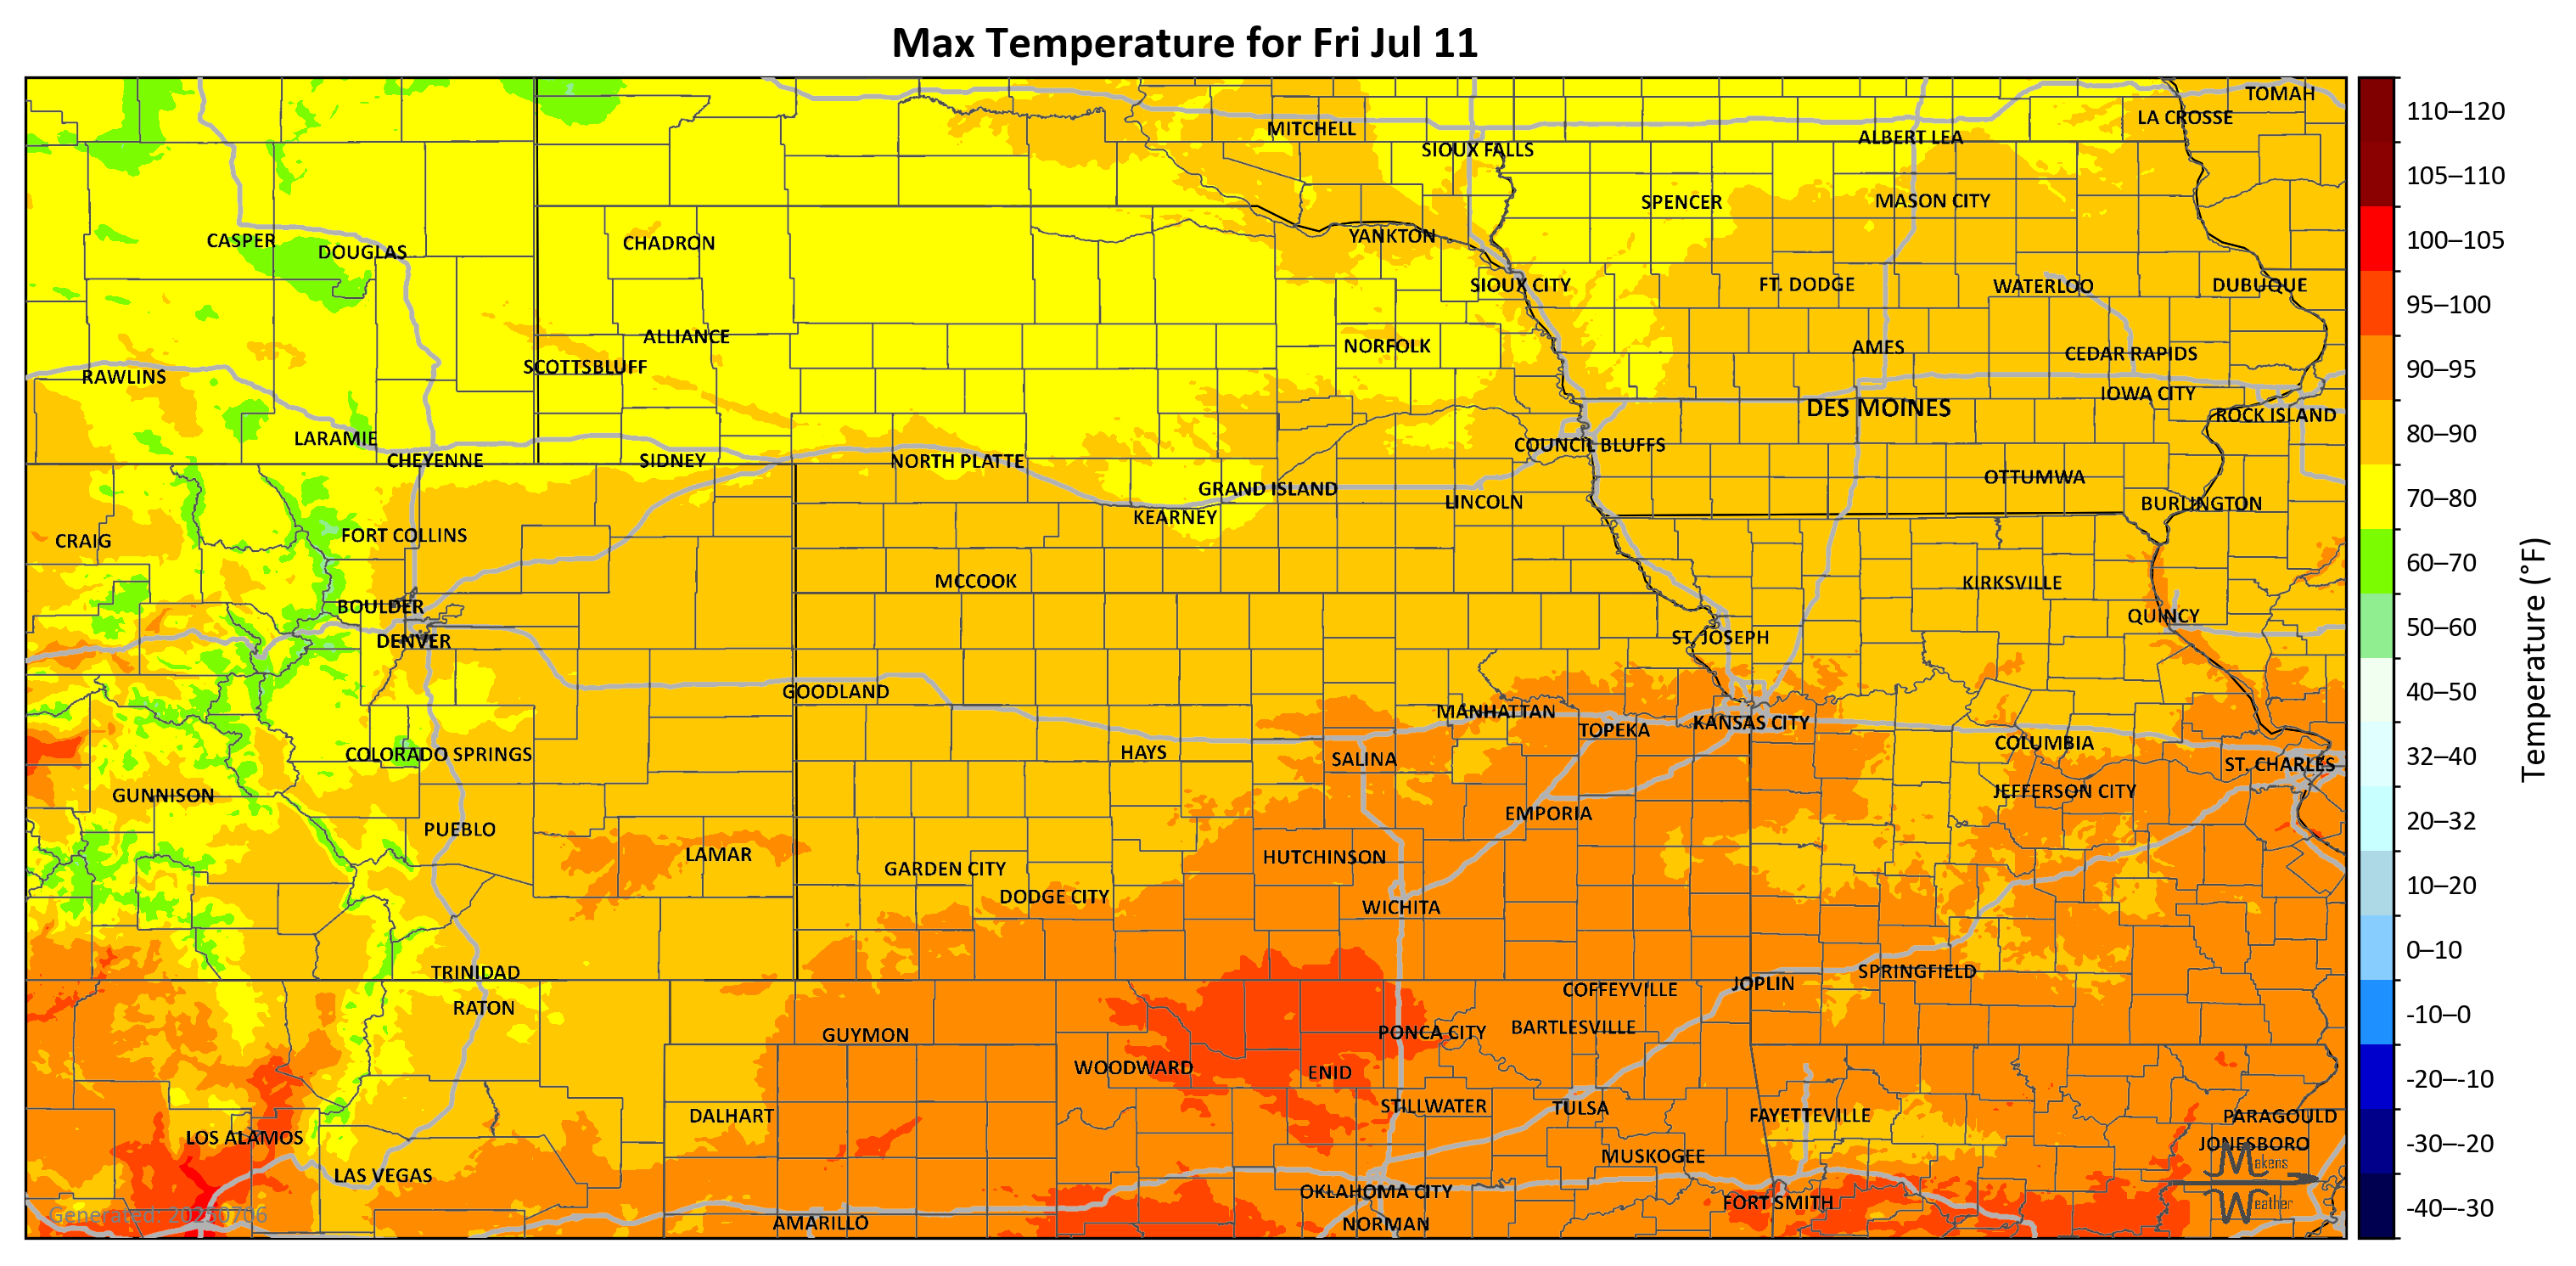 Max Temperature for Fri Jul 11
TOMAH
LA CROSSE
MITCHELL
ALBERT LEA
SIOUX FALLS
SPENCER
MASON CITY
CASPER
DOUGLAS
CHADRON
YANKTON
SIOUX CITY
FT. DODGE
WATERLOO
DUBUQUE
ALLIANCE
NORFOLK
AMES
CEDAR RAPIDS
SCOTTSBLUFF
RAWLINS
IOWA CITY
DES MOINES
ROCK ISLAND
LARAMIE
COUNCIL BLUFFS
CHEYENNE
SIDNEY
NORTH PLATTE
OTTUMWA
GRAND ISLAND
LINCOLN
BURLINGTON
KEARNEY
FORT COLLINS
CRAIG
MCCOOK
KIRKSVILLE
BOULDER
QUINCY
DENVER
ST. JOSEPH
GOODLAND
MANHATTAN
TOPEKA
KANSAS CITY
COLORADO SPRINGS
HAYS
SALINA
COLUMBIA
ST. CHARLES
GUNNISON
JEFFERSON CITY
EMPORIA
PUEBLO
LAMAR
HUTCHINSON
GARDEN CITY
DODGE CITY
WICHITA
TRINIDAD
SPRINGFIELD
JOPLIN
COFFEYVILLE
RATON
GUYMON
PONCA CITY
BARTLESVILLE
WOODWARD
ENID
STILLWATER
TULSA
DALHART
FAYETTEVILLE
PARAGOULD
LOS ALAMOS
JONESBORO
MUSKOGEE
LAS VEGAS
OKLAHOMA CITY
FORT SMITH
AMARILLO
NORMAN
Generated: 20250706
Makens
Weather
110–120
105–110
100–105
95–100
90–95
80–90
70–80
60–70
50–60
40–50
32–40
20–32
10–20
0–10
-10–0
-20–-10
-30–-20
-40–-30
Temperature (°F)